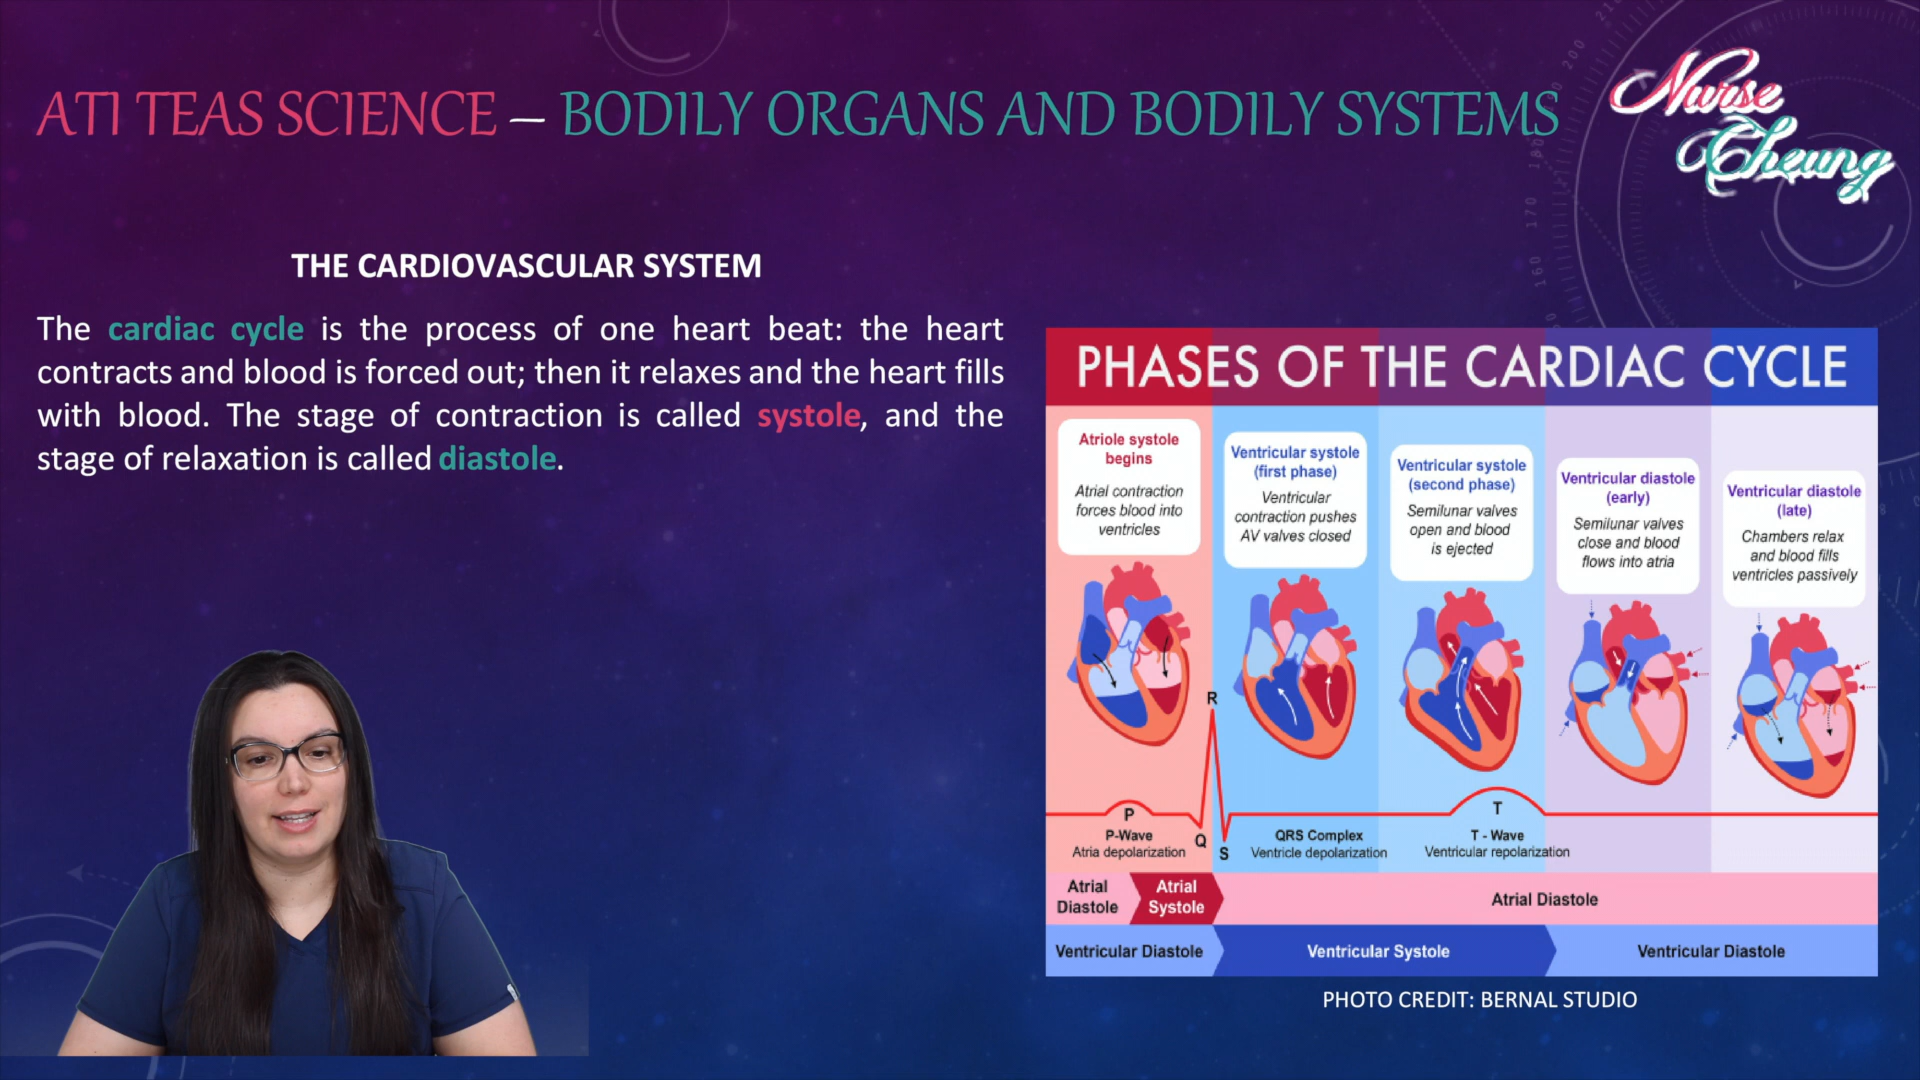 ATI TEAS SCIENCE – BODILY ORGANS AND BODILY SYSTEMS
Nurse
Cheung
THE CARDIOVASCULAR SYSTEM
The cardiac cycle is the process of one heart beat: the heart
contracts and blood is forced out; then it relaxes and the heart fills
with blood. The stage of contraction is called systole, and the
stage of relaxation is called diastole.
PHASES OF THE CARDIAC CYCLE
Atriole systole
begins
Atrial contraction
forces blood into
ventricles
Ventricular systole
(first phase)
Ventricular
contraction pushes
AV valves closed
Ventricular systole
(second phase)
Semilunar valves
open and blood
is ejected
Ventricular diastole
(early)
Semilunar valves
close and blood
flows into atria
Ventricular diastole
(late)
Chambers relax
and blood fills
ventricles passively
R
P
Q
S
T
P-Wave
Atria depolarization
QRS Complex
Ventricle depolarization
T - Wave
Ventricular repolarization
Atrial
Diastole
Atrial
Systole
Atrial Diastole
Ventricular Diastole
Ventricular Systole
Ventricular Diastole
PHOTO CREDIT: BERNAL STUDIO
210
200
180
170
160